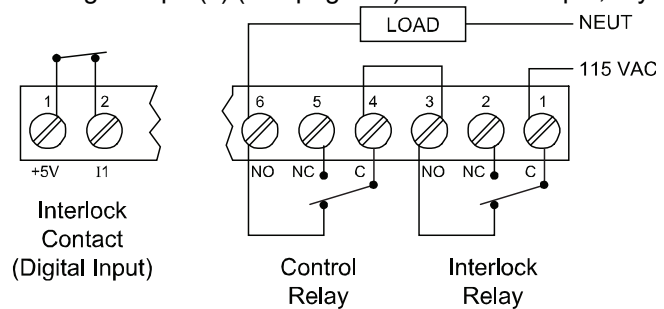 LOAD
NEUT
115 VAC
1 2
6 5 4 3 2 1
+5V I1
NO NC C NO NC C
Interlock
Contact
(Digital Input)
Control
Relay
Interlock
Relay